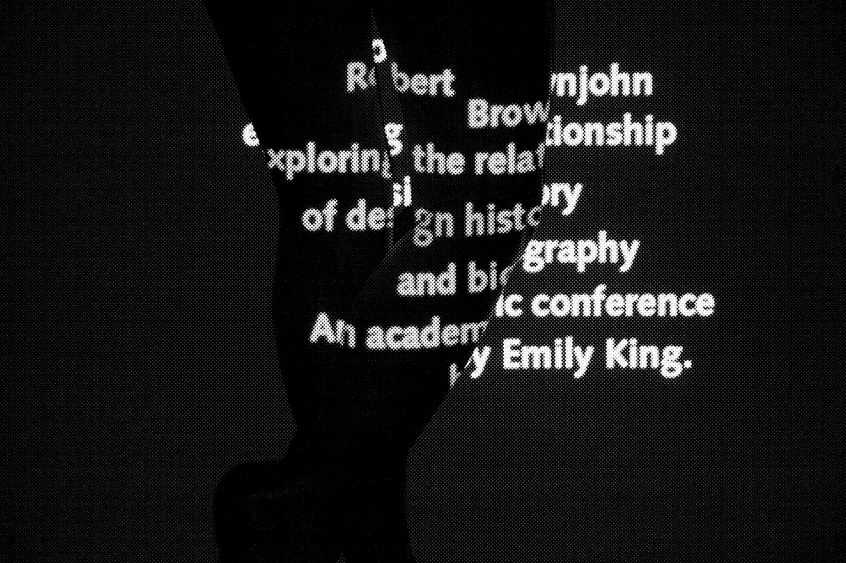 Robert Brownjohn
exploring the relationship
of design history
and biography
An academic conference
by Emily King.